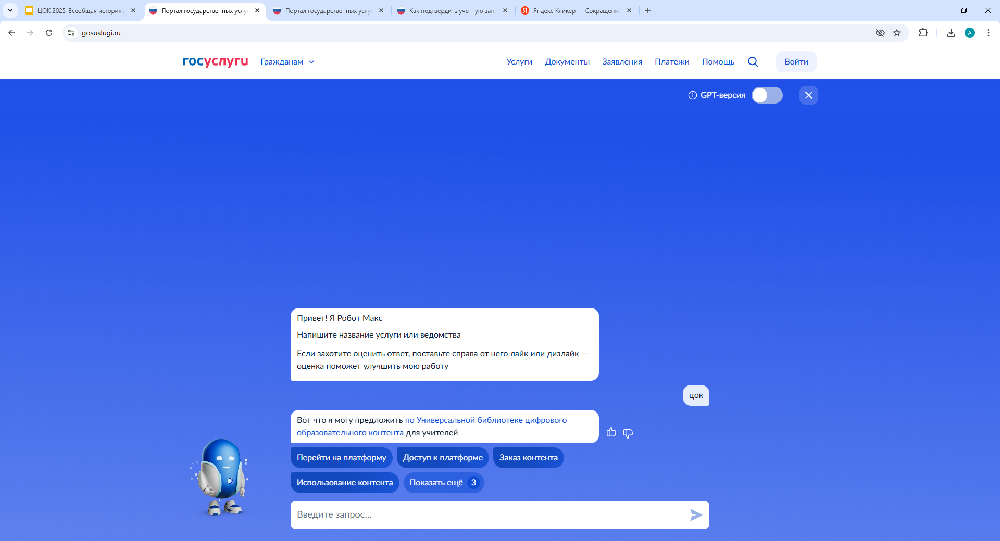 ЦОК 2025_Всеобщая история.
Портал государственных услу
Портал государственных услу
Как подтвердить учётную запи
Яндекс Кликер — Сокращение
gosuslugi.ru
A
госуслуги
Гражданам
Услуги
Документы
Заявления
Платежи
Помощь
Войти
GPT-версия
Привет! Я Робот Макс
Напишите название услуги или ведомства
Если захотите оценить ответ, поставьте справа от него лайк или дизлайк —
оценка поможет улучшить мою работу
цок
Вот что я могу предложить по Универсальной библиотеке цифрового
образовательного контента для учителей
Перейти на платформу
Доступ к платформе
Заказ контента
Использование контента
Показать ещё 3
Введите запрос...